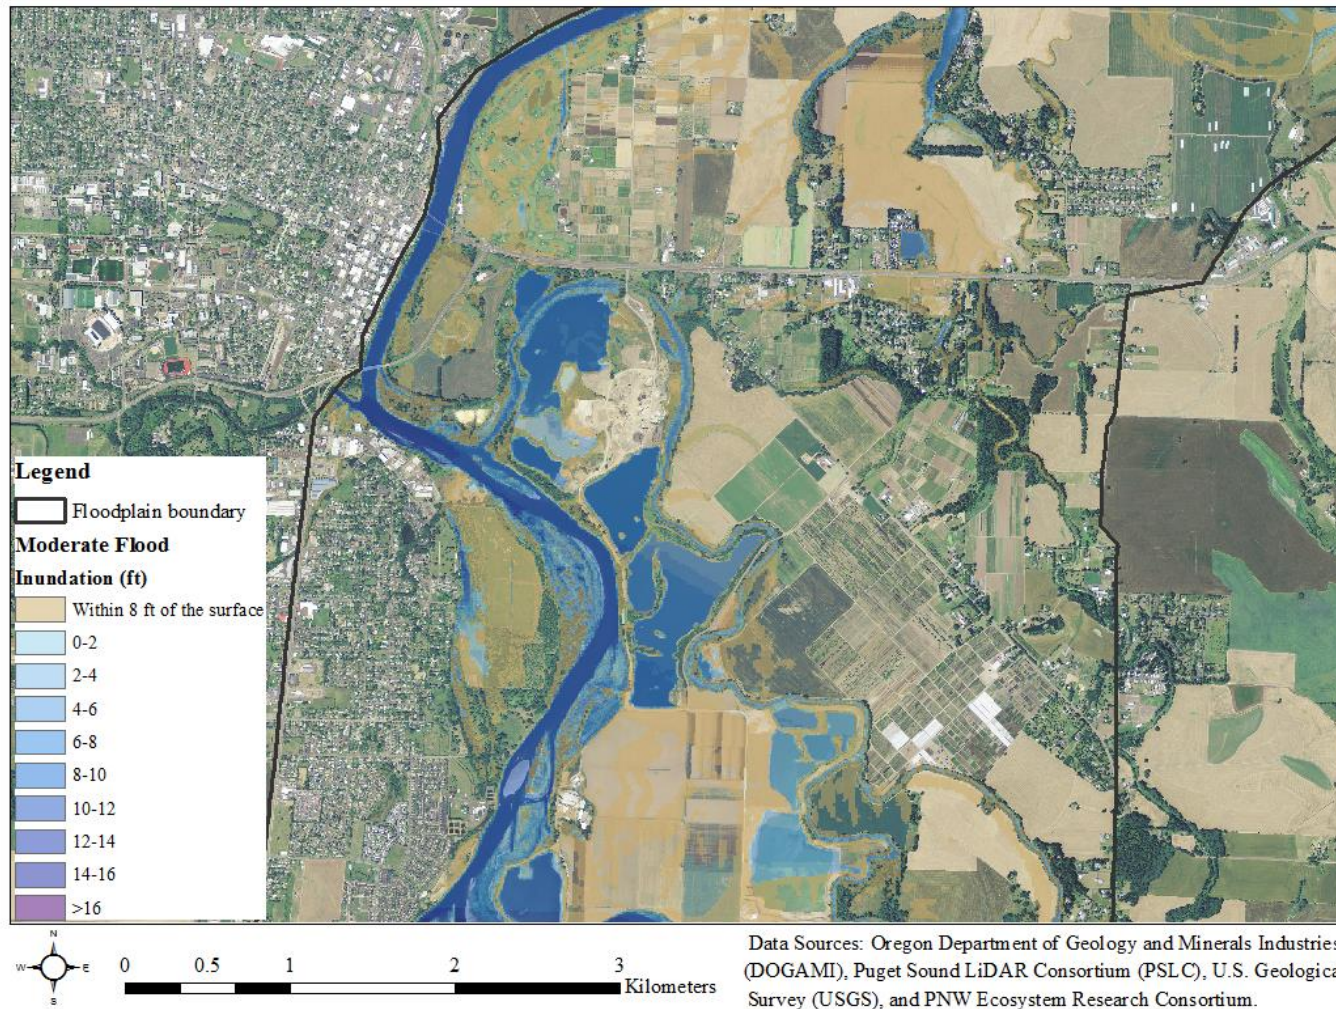 Legend
Floodplain boundary
Moderate Flood
Inundation (ft)
Within 8 ft of the surface
0-2
2-4
4-6
6-8
8-10
10-12
12-14
14-16
>16
N
W E
S
0 0.5 1 2 3
Kilometers
Data Sources: Oregon Department of Geology and Minerals Industries
(DOGAMI), Puget Sound LiDAR Consortium (PSLC), U.S. Geologica
Survey (USGS), and PNW Ecosystem Research Consortium.